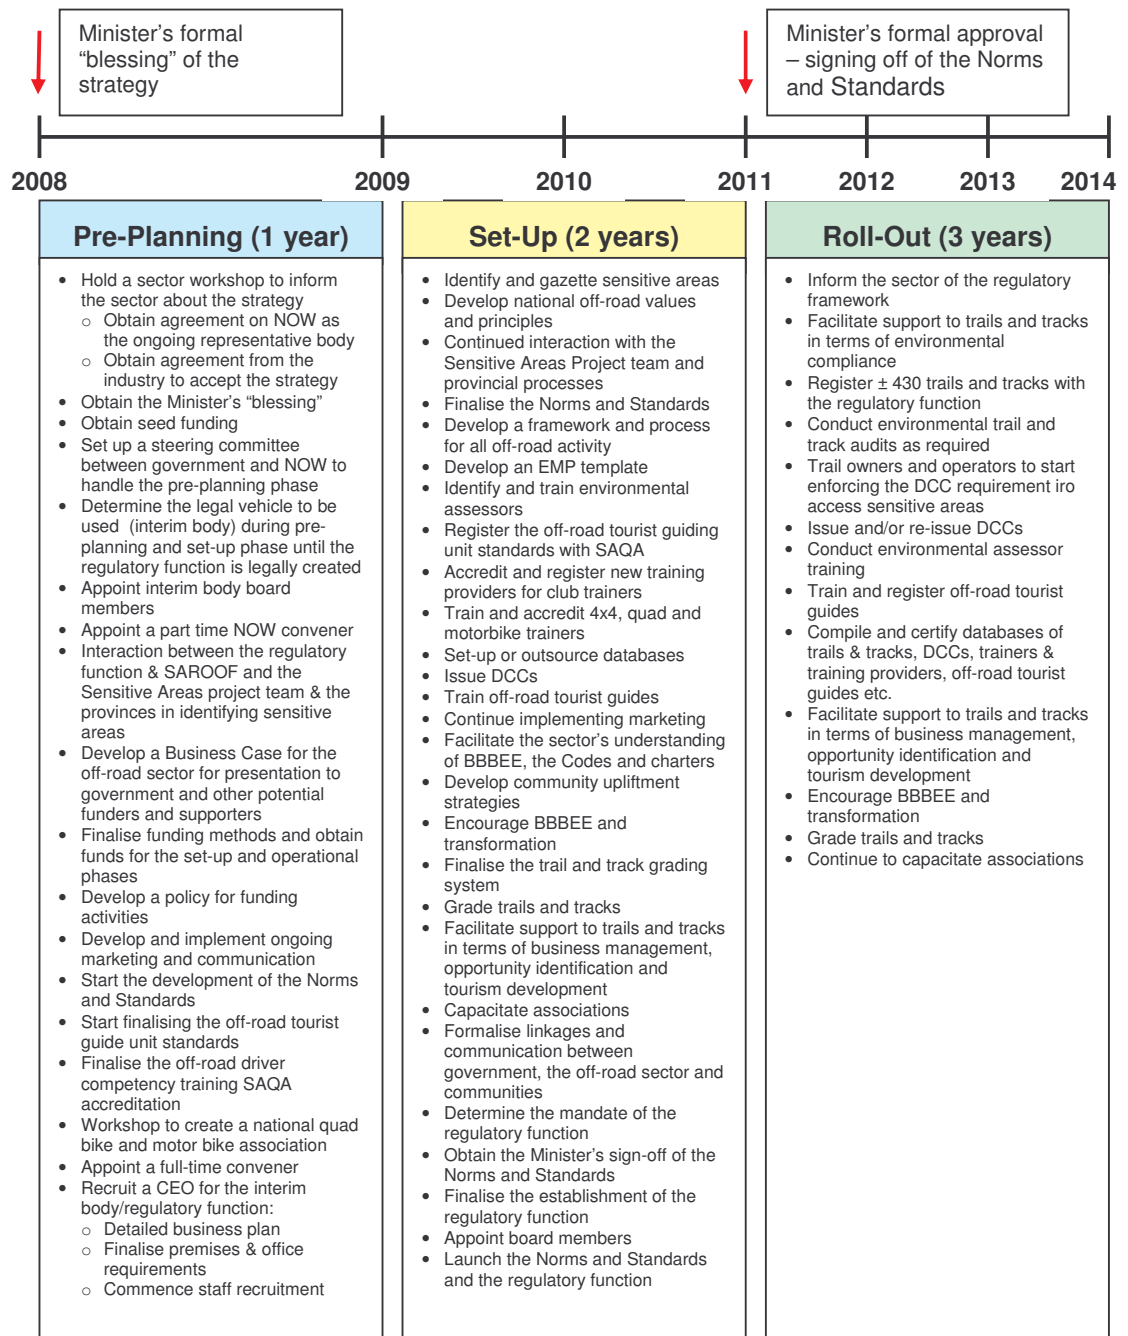 Minister’s formal
“blessing” of the
strategy
Minister’s formal approval
– signing off of the Norms
and Standards
2008
2009
2010
2011
2012
2013
2014
Pre-Planning (1 year)
• Hold a sector workshop to inform
the sector about the strategy
○ Obtain agreement on NOW as
the ongoing representative body
○ Obtain agreement from the
industry to accept the strategy
• Obtain the Minister’s “blessing”
• Obtain seed funding
• Set up a steering committee
between government and NOW to
handle the pre-planning phase
• Determine the legal vehicle to be
used (interim body) during pre-
planning and set-up phase until the
regulatory function is legally created
• Appoint interim body board
members
• Appoint a part time NOW convener
• Interaction between the regulatory
function & SAROOF and the
Sensitive Areas project team & the
provinces in identifying sensitive
areas
• Develop a Business Case for the
off-road sector for presentation to
government and other potential
funders and supporters
• Finalise funding methods and obtain
funds for the set-up and operational
phases
• Develop a policy for funding
activities
• Develop and implement ongoing
marketing and communication
• Start the development of the Norms
and Standards
• Start finalising the off-road tourist
guide unit standards
• Finalise the off-road driver
competency training SAQA
accreditation
• Workshop to create a national quad
bike and motor bike association
• Appoint a full-time convener
• Recruit a CEO for the interim
body/regulatory function:
○ Detailed business plan
○ Finalise premises & office
requirements
○ Commence staff recruitment
Set-Up (2 years)
• Identify and gazette sensitive areas
• Develop national off-road values
and principles
• Continued interaction with the
Sensitive Areas Project team and
provincial processes
• Finalise the Norms and Standards
• Develop a framework and process
for all off-road activity
• Develop an EMP template
• Identify and train environmental
assessors
• Register the off-road tourist guiding
unit standards with SAQA
• Accredit and register new training
providers for club trainers
• Train and accredit 4x4, quad and
motorbike trainers
• Set-up or outsource databases
• Issue DCCs
• Train off-road tourist guides
• Continue implementing marketing
• Facilitate the sector’s understanding
of BBBEE, the Codes and charters
• Develop community upliftment
strategies
• Encourage BBBEE and
transformation
• Finalise the trail and track grading
system
• Grade trails and tracks
• Facilitate support to trails and tracks
in terms of business management,
opportunity identification and
tourism development
• Capacitate associations
• Formalise linkages and
communication between
government, the off-road sector and
communities
• Determine the mandate of the
regulatory function
• Obtain the Minister’s sign-off of the
Norms and Standards
• Finalise the establishment of the
regulatory function
• Appoint board members
• Launch the Norms and Standards
and the regulatory function
Roll-Out (3 years)
• Inform the sector of the regulatory
framework
• Facilitate support to trails and tracks
in terms of environmental
compliance
• Register ± 430 trails and tracks with
the regulatory function
• Conduct environmental trail and
track audits as required
• Trail owners and operators to start
enforcing the DCC requirement iro
access sensitive areas
• Issue and/or re-issue DCCs
• Conduct environmental assessor
training
• Train and register off-road tourist
guides
• Compile and certify databases of
trails & tracks, DCCs, trainers &
training providers, off-road tourist
guides etc.
• Facilitate support to trails and tracks
in terms of business management,
opportunity identification and
tourism development
• Encourage BBBEE and
transformation
• Grade trails and tracks
• Continue to capacitate associations